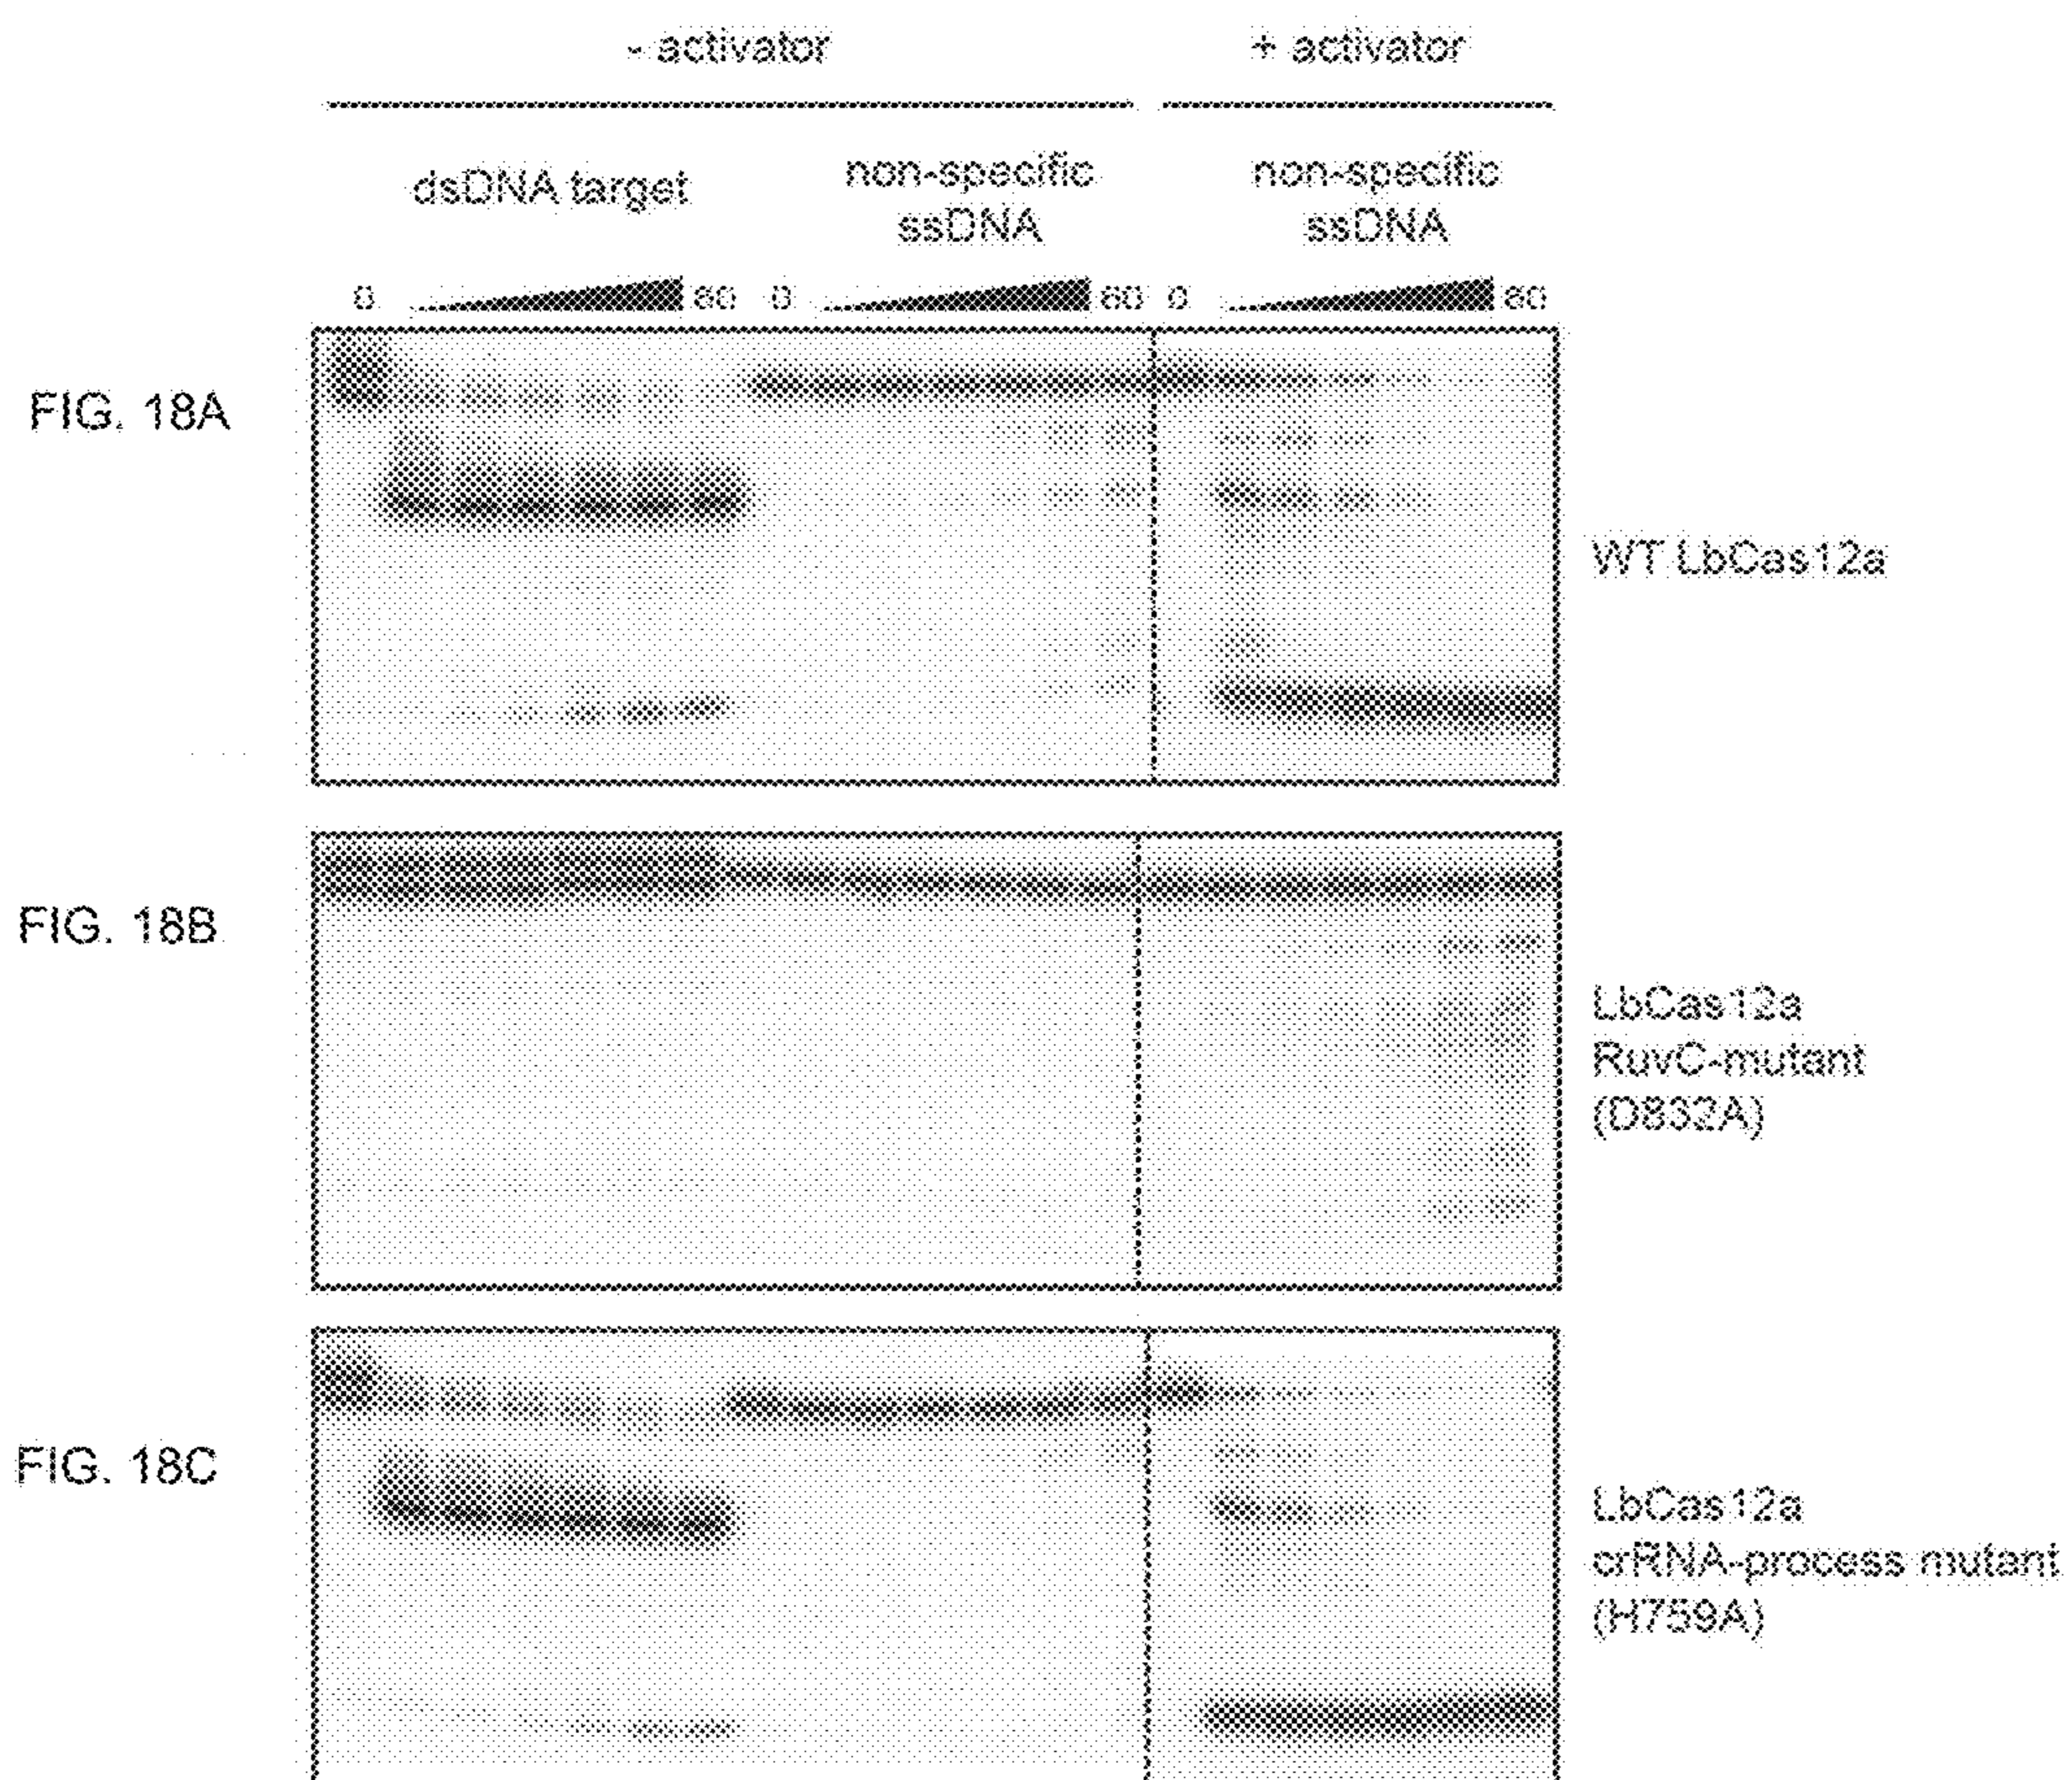 - activator + activator
dsDNA target non-specific ssDNA non-specific ssDNA
0 60 0 60 0 60
FIG. 18A
WT LbCas12a
FIG. 18B
LbCas12a
RuvC-mutant
(D832A)
FIG. 18C
LbCas12a
crRNA-process mutant
(H759A)